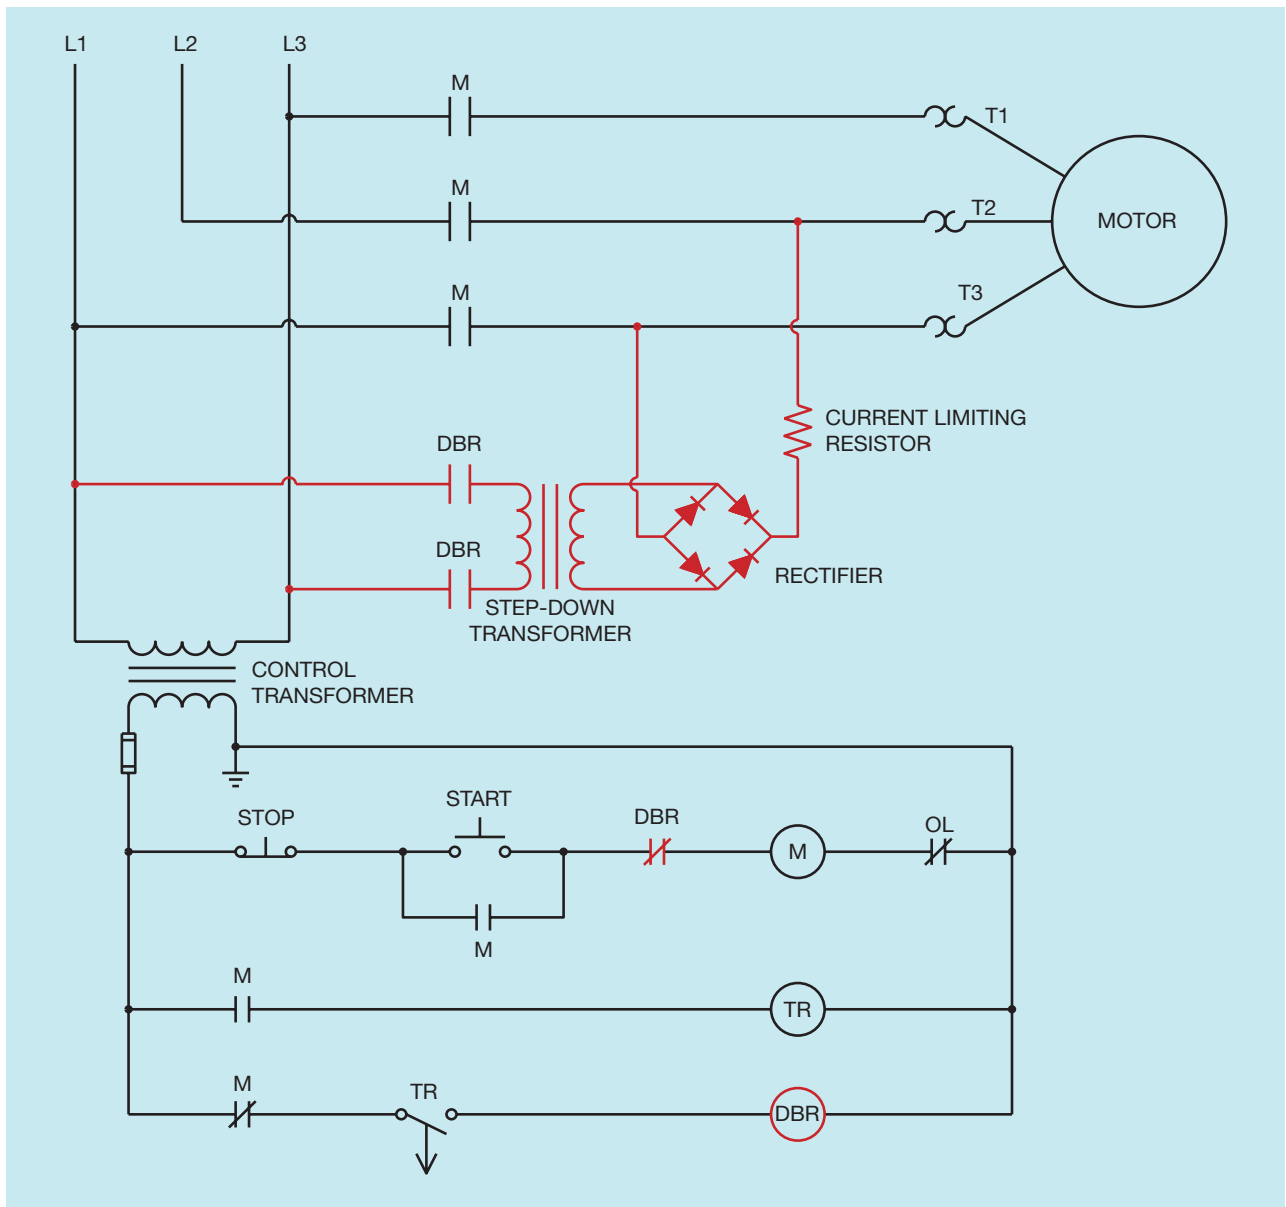 L1 L2 L3
M
T1
M
T2
MOTOR
M
T3
CURRENT LIMITING
RESISTOR
DBR
DBR
RECTIFIER
STEP-DOWN
TRANSFORMER
CONTROL
TRANSFORMER
STOP
START
DBR
OL
M
M
M
TR
M
TR
DBR